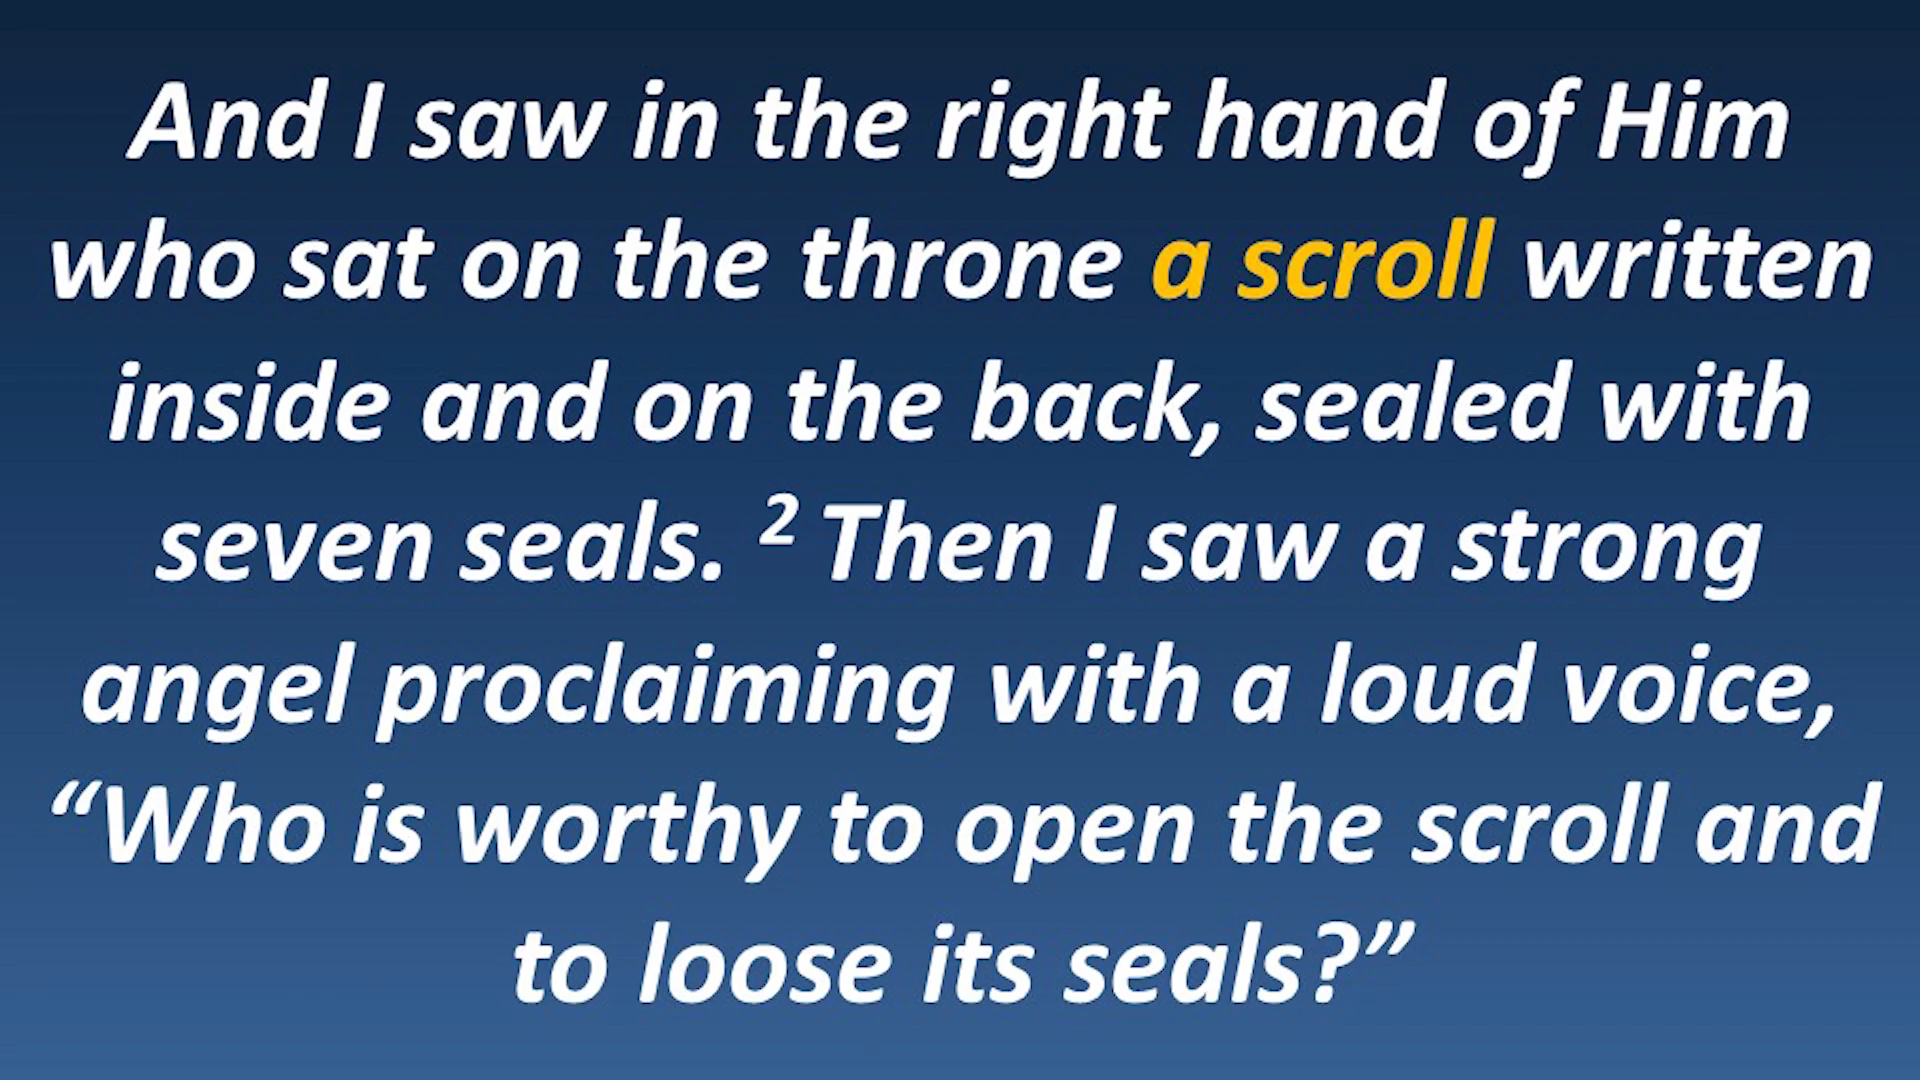 And I saw in the right hand of Him
who sat on the throne a scroll written
inside and on the back, sealed with
seven seals. ² Then I saw a strong
angel proclaiming with a loud voice,
“Who is worthy to open the scroll and
to loose its seals?”